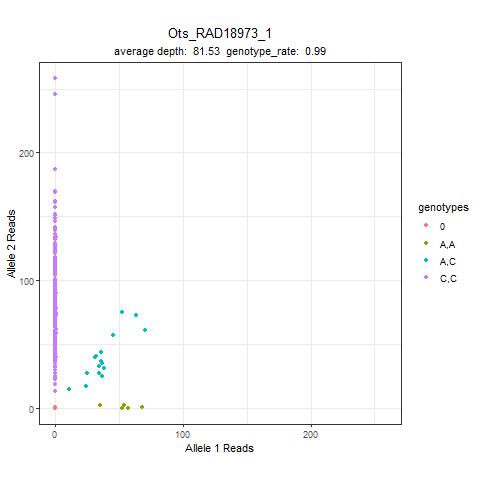 Ots_RAD18973_1
average depth: 81.53 genotype_rate: 0.99
Allele 2 Reads
200
100
0
0
100
200
Allele 1 Reads
genotypes
0
A,A
A,C
C,C